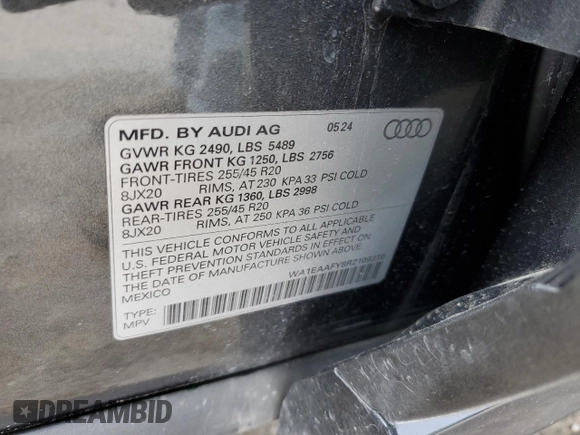 MFD. BY AUDI AG 05 24
GVWR KG 2490, LBS 5489
GAWR FRONT KG 1250, LBS 2756
FRONT-TIRES 255/45 R20
8JX20 RIMS, AT 230 KPA 33 PSI COLD
GAWR REAR KG 1360, LBS 2998
REAR-TIRES 255/45 R20
8JX20 RIMS, AT 250 KPA 36 PSI COLD
THIS VEHICLE CONFORMS TO ALL APPLICABLE
U.S. FEDERAL MOTOR VEHICLE SAFETY AND
THEFT PREVENTION STANDARDS IN EFFECT ON
THE DATE OF MANUFACTURE SHOWN ABOVE.
MEXICO
TYPE:
MPV
DREAMBID